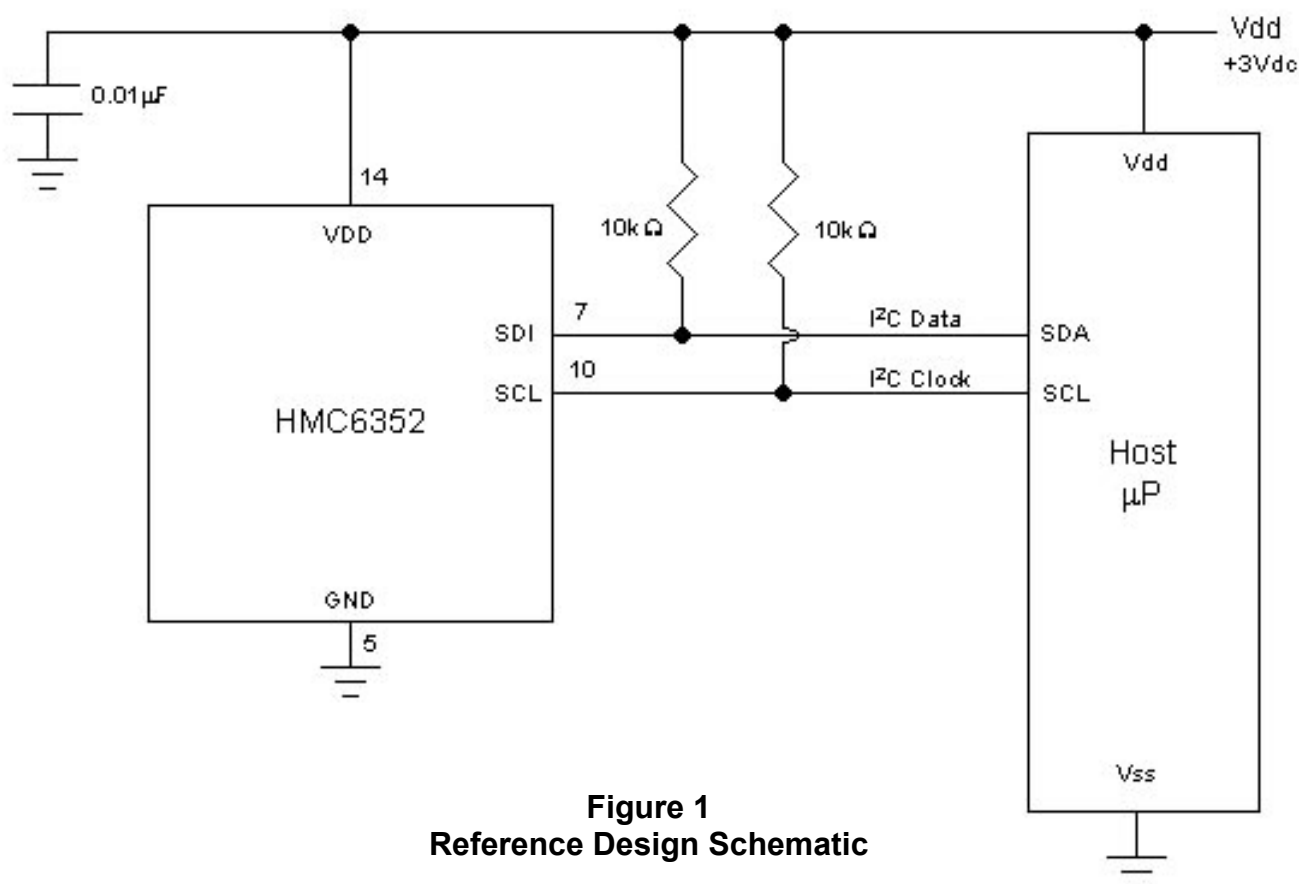 Vdd
+3Vdc
0.01µF
14
VDD
10kΩ
10kΩ
Vdd
7
SDI
I²C Data
SDA
10
SCL
I²C Clock
SCL
HMC6352
Host
µP
GND
5
Vss
Figure 1
Reference Design Schematic